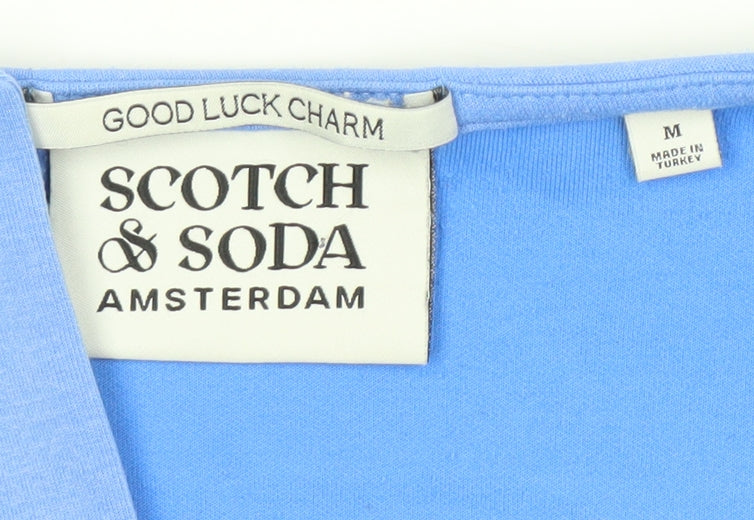 GOOD LUCK CHARM
SCOTCH
& SODA
AMSTERDAM
M
MADE IN
TURKEY